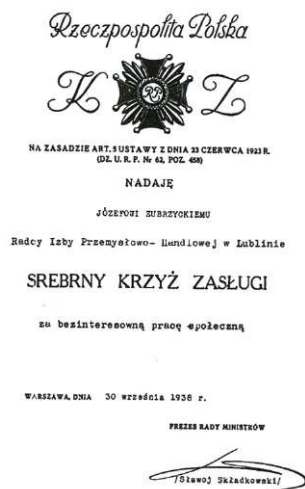 Rzeczpospolita Polska
K RP Z
NA ZASADZIE ART. 5 USTAWY Z DNIA 23 CZERWCA 1923 R.
(DZ. U. R. P. Nr 62, POZ. 458)
NADAJĘ
JÓZEFOWI ZUBRZYCKIEMU
Radcy Izby Przemysłowo-Handlowej w Lublinie
SREBRNY KRZYŻ ZASŁUGI
za bezinteresowną pracę społeczną
WARSZAWA, DNIA 30 września 1938 r.
PREZES RADY MINISTRÓW
/Sławoj Składkowski/